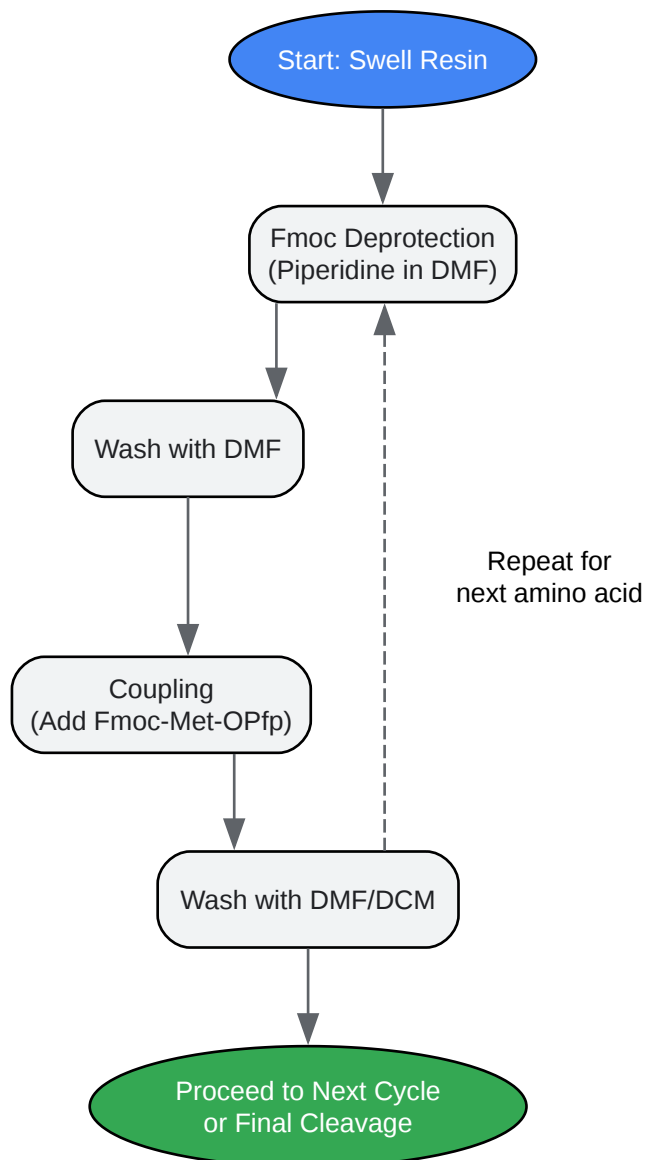 Start: Swell Resin
Fmoc Deprotection
(Piperidine in DMF)
Wash with DMF
Repeat for
next amino acid
Coupling
(Add Fmoc-Met-OPfp)
Wash with DMF/DCM
Proceed to Next Cycle
or Final Cleavage